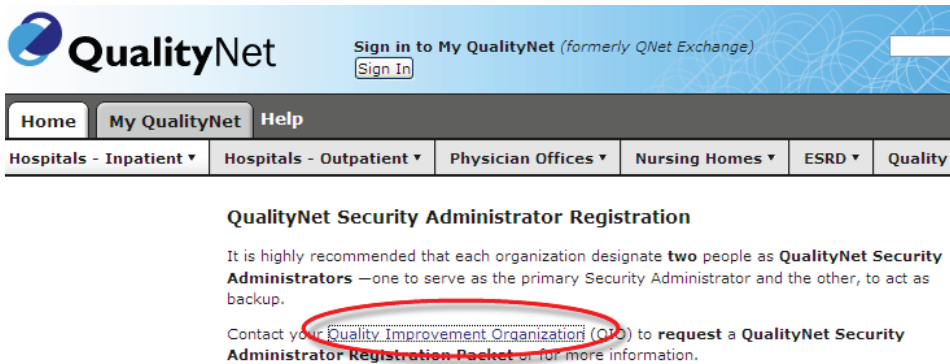 QualityNet
Sign in to My QualityNet (formerly QNet Exchange)
Sign In
Home My QualityNet Help
Hospitals - Inpatient ▾ Hospitals - Outpatient ▾ Physician Offices ▾ Nursing Homes ▾ ESRD ▾ Quality
QualityNet Security Administrator Registration
It is highly recommended that each organization designate two people as QualityNet Security
Administrators —one to serve as the primary Security Administrator and the other, to act as
backup.
Contact your Quality Improvement Organization (QIO) to request a QualityNet Security
Administrator Registration Packet or for more information.